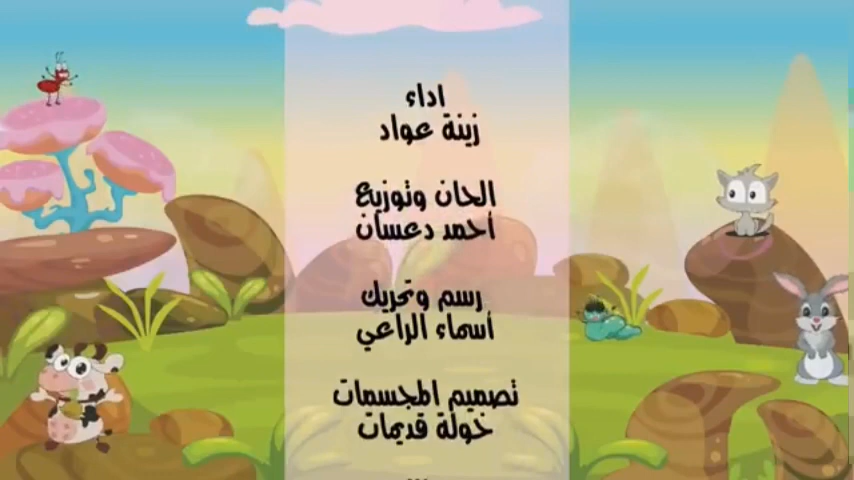 اداء
زينة عواد
الحان وتوزيع
أحمد دعسان
رسم وتحريك
أسماء الراعي
تصميم المجسمات
خولة قديمات